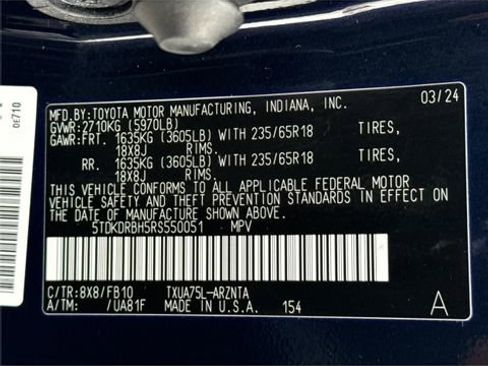 MFD.BY:TOYOTA MOTOR MANUFACTURING, INDIANA, INC. 03/24
GVWR:2710KG (5970LB)
GAWR:FRT. 1635KG (3605LB) WITH 235/65R18 TIRES,
18X8J RIMS.
RR. 1635KG (3605LB) WITH 235/65R18 TIRES,
18X8J RIMS.
THIS VEHICLE CONFORMS TO ALL APPLICABLE FEDERAL MOTOR
VEHICLE SAFETY AND THEFT PREVENTION STANDARDS IN EFFECT ON
THE DATE OF MANUFACTURE SHOWN ABOVE.
5TDKDRBH5RS550051 MPV
C/TR:8X8/FB10 TXUA75L-ARZNTA
A/TM: /UA81F MADE IN U.S.A. 154 A
0E710